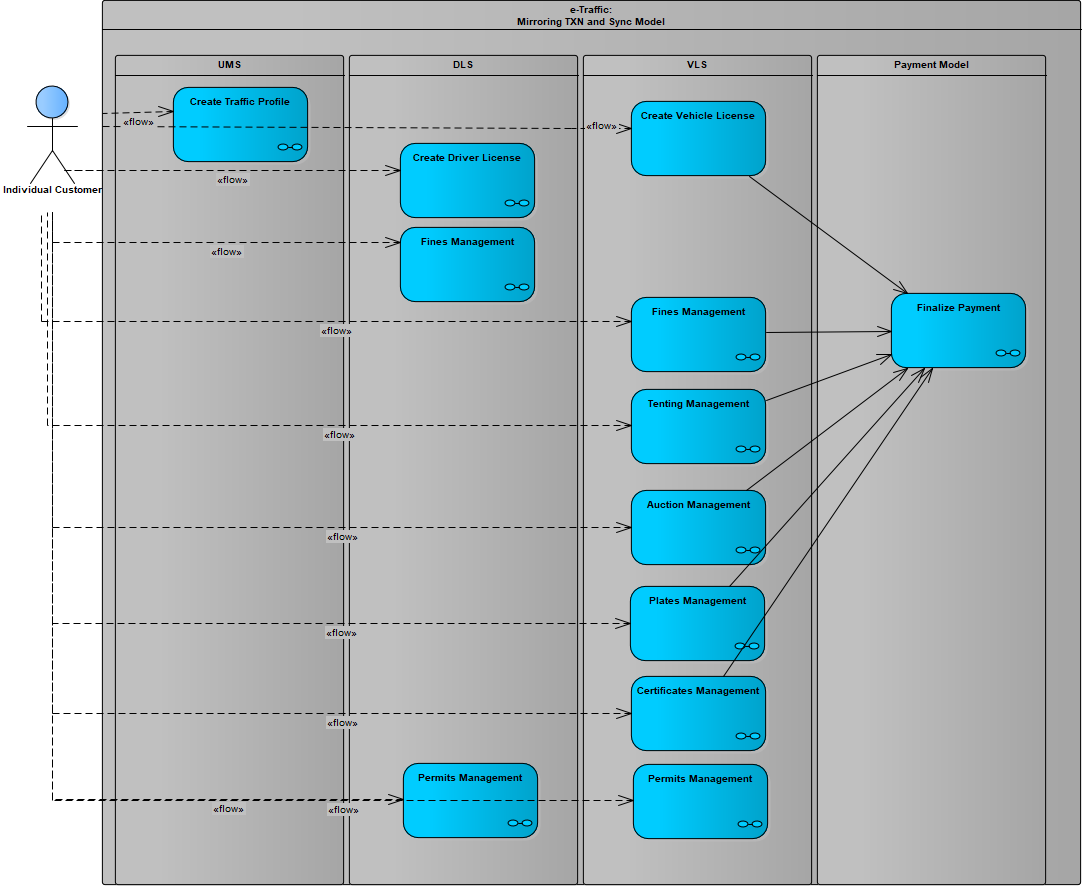 e-Traffic:
Mirroring TXN and Sync Model
UMS
DLS
VLS
Payment Model
Create Traffic Profile
«flow»
Create Vehicle License
«flow»
Create Driver License
«flow»
Individual Customer
Fines Management
«flow»
Fines Management
«flow»
Finalize Payment
Tenting Management
«flow»
Auction Management
«flow»
Plates Management
«flow»
Certificates Management
«flow»
Permits Management
Permits Management
«flow»
«flow»